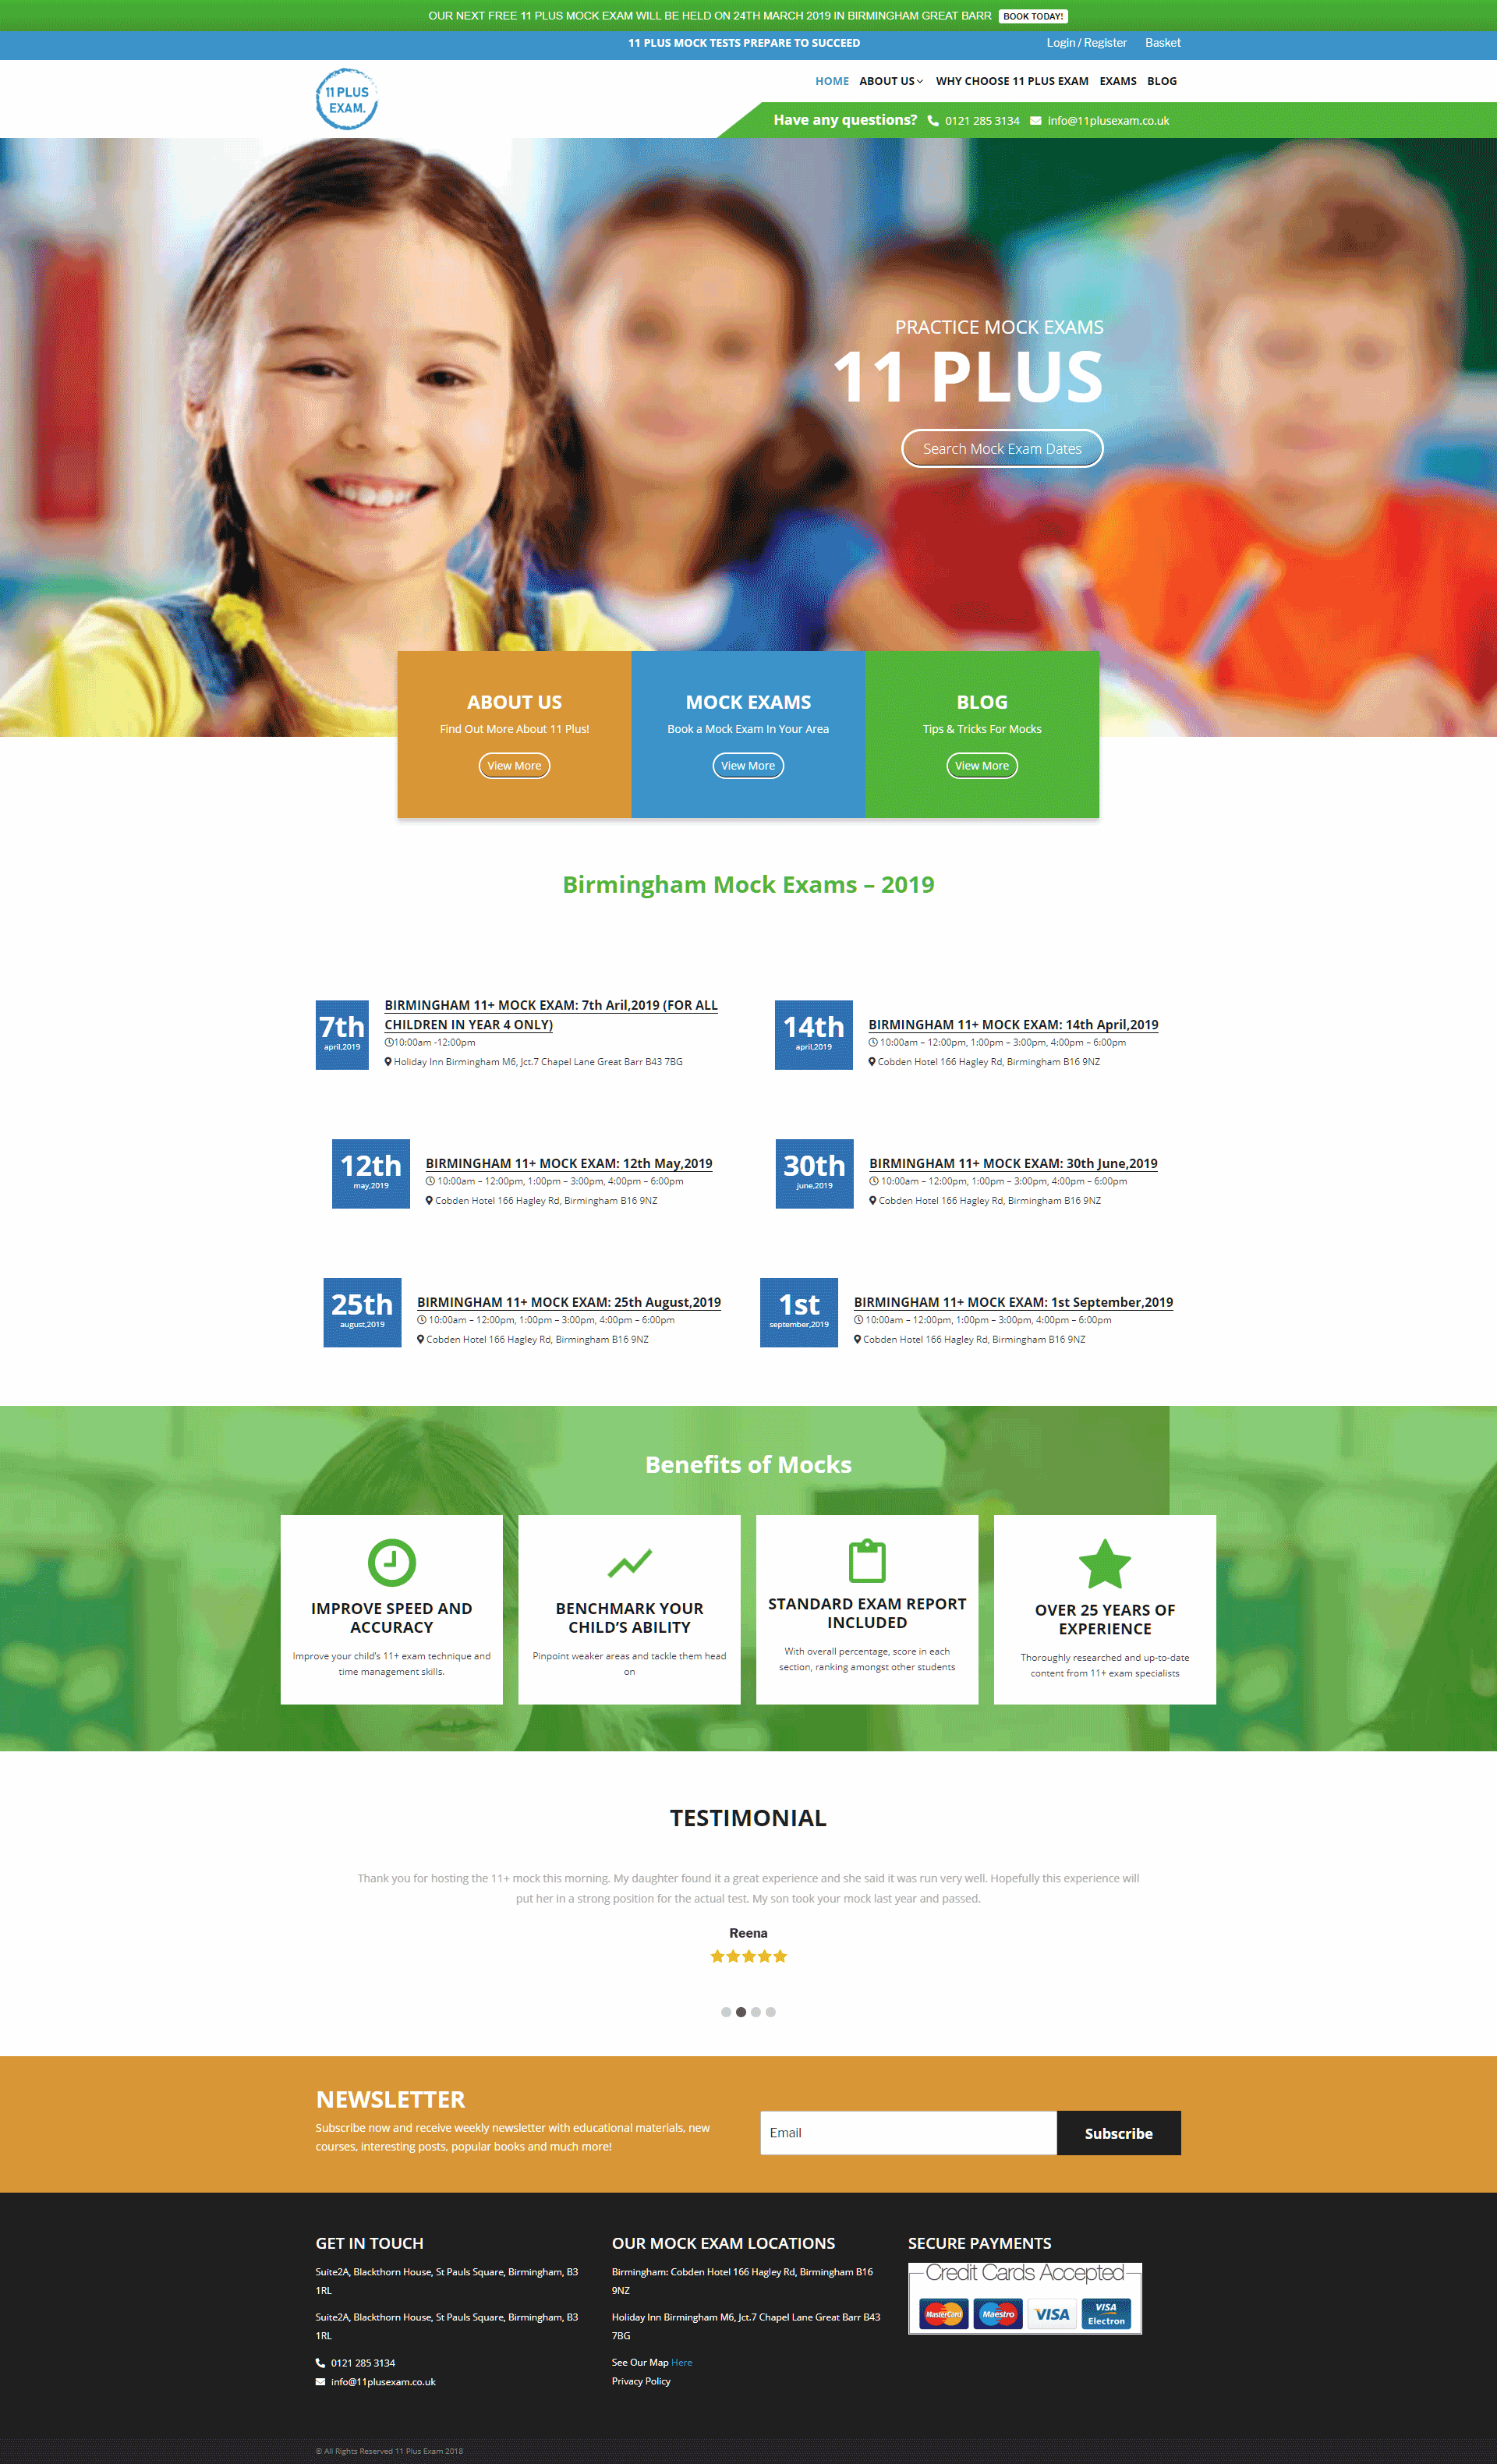 OUR NEXT FREE 11 PLUS MOCK EXAM WILL BE HELD ON 24TH MARCH 2019 IN BIRMINGHAM GREAT BARR BOOK TODAY!
11 PLUS MOCK TESTS PREPARE TO SUCCEED
Login / Register Basket
11 PLUS
EXAM.
HOME ABOUT US WHY CHOOSE 11 PLUS EXAM EXAMS BLOG
Have any questions? 0121 285 3134 info@11plusexam.co.uk
PRACTICE MOCK EXAMS
11 PLUS
Search Mock Exam Dates
ABOUT US
Find Out More About 11 Plus!
View More
MOCK EXAMS
Book a Mock Exam In Your Area
View More
BLOG
Tips & Tricks For Mocks
View More
Birmingham Mock Exams – 2019
7th
april,2019
BIRMINGHAM 11+ MOCK EXAM: 7th Aril,2019 (FOR ALL
CHILDREN IN YEAR 4 ONLY)
10:00am -12:00pm
Holiday Inn Birmingham M6, Jct.7 Chapel Lane Great Barr B43 7BG
14th
april,2019
BIRMINGHAM 11+ MOCK EXAM: 14th April,2019
10:00am – 12:00pm, 1:00pm – 3:00pm, 4:00pm – 6:00pm
Cobden Hotel 166 Hagley Rd, Birmingham B16 9NZ
12th
may,2019
BIRMINGHAM 11+ MOCK EXAM: 12th May,2019
10:00am – 12:00pm, 1:00pm – 3:00pm, 4:00pm – 6:00pm
Cobden Hotel 166 Hagley Rd, Birmingham B16 9NZ
30th
june,2019
BIRMINGHAM 11+ MOCK EXAM: 30th June,2019
10:00am – 12:00pm, 1:00pm – 3:00pm, 4:00pm – 6:00pm
Cobden Hotel 166 Hagley Rd, Birmingham B16 9NZ
25th
august,2019
BIRMINGHAM 11+ MOCK EXAM: 25th August,2019
10:00am – 12:00pm, 1:00pm – 3:00pm, 4:00pm – 6:00pm
Cobden Hotel 166 Hagley Rd, Birmingham B16 9NZ
1st
september,2019
BIRMINGHAM 11+ MOCK EXAM: 1st September,2019
10:00am – 12:00pm, 1:00pm – 3:00pm, 4:00pm – 6:00pm
Cobden Hotel 166 Hagley Rd, Birmingham B16 9NZ
Benefits of Mocks
IMPROVE SPEED AND
ACCURACY
Improve your child's 11+ exam technique and
time management skills.
BENCHMARK YOUR
CHILD'S ABILITY
Pinpoint weaker areas and tackle them head
on
STANDARD EXAM REPORT
INCLUDED
With overall percentage, score in each
section, ranking amongst other students
OVER 25 YEARS OF
EXPERIENCE
Thoroughly researched and up-to-date
content from 11+ exam specialists
TESTIMONIAL
Thank you for hosting the 11+ mock this morning. My daughter found it a great experience and she said it was run very well. Hopefully this experience will
put her in a strong position for the actual test. My son took your mock last year and passed.
Reena
NEWSLETTER
Subscribe now and receive weekly newsletter with educational materials, new
courses, interesting posts, popular books and much more!
Email
Subscribe
GET IN TOUCH
Suite2A, Blackthorn House, St Pauls Square, Birmingham, B3
1RL
Suite2A, Blackthorn House, St Pauls Square, Birmingham, B3
1RL
0121 285 3134
info@11plusexam.co.uk
OUR MOCK EXAM LOCATIONS
Birmingham: Cobden Hotel 166 Hagley Rd, Birmingham B16
9NZ
Holiday Inn Birmingham M6, Jct.7 Chapel Lane Great Barr B43
7BG
See Our Map Here
Privacy Policy
SECURE PAYMENTS
Credit Cards Accepted
MasterCard Maestro VISA VISA
Electron
© All Rights Reserved 11 Plus Exam 2018